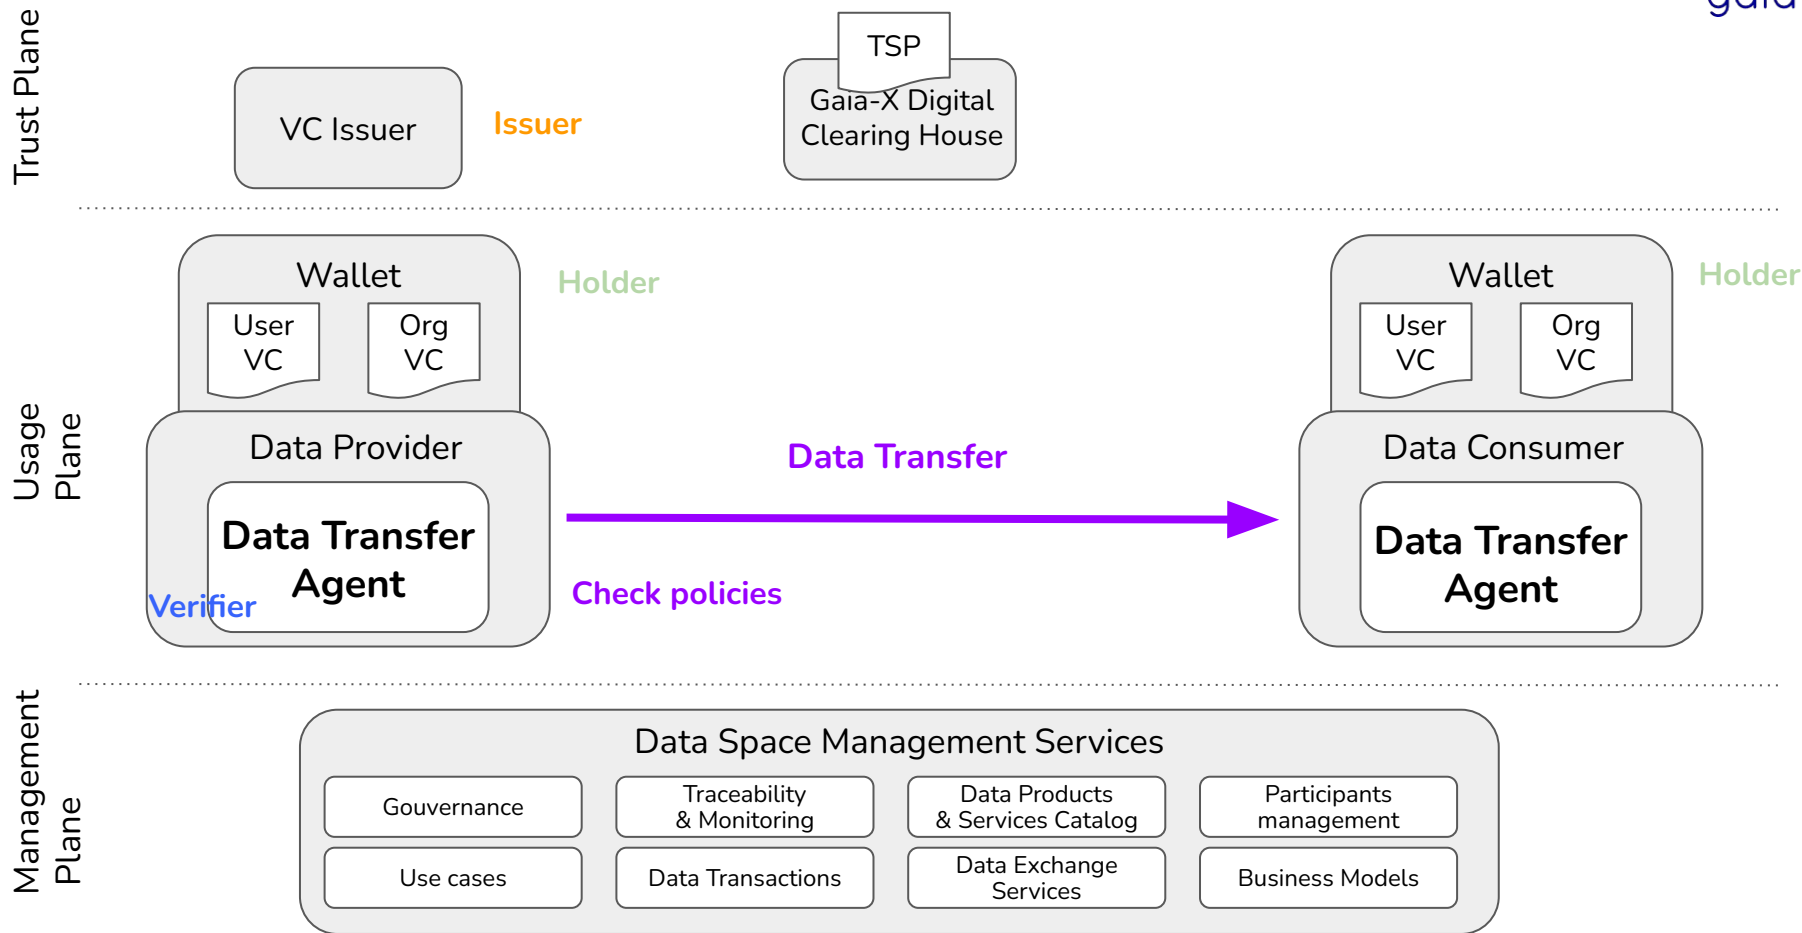 gaia
Trust Plane
TSP
VC Issuer
Issuer
Gaia-X Digital
Clearing House
Usage
Plane
Wallet
Holder
User
VC
Org
VC
Data Provider
Data Transfer
Agent
Verifier
Data Transfer
Check policies
Wallet
Holder
User
VC
Org
VC
Data Consumer
Data Transfer
Agent
Management
Plane
Data Space Management Services
Gouvernance
Traceability
& Monitoring
Data Products
& Services Catalog
Participants
management
Use cases
Data Transactions
Data Exchange
Services
Business Models